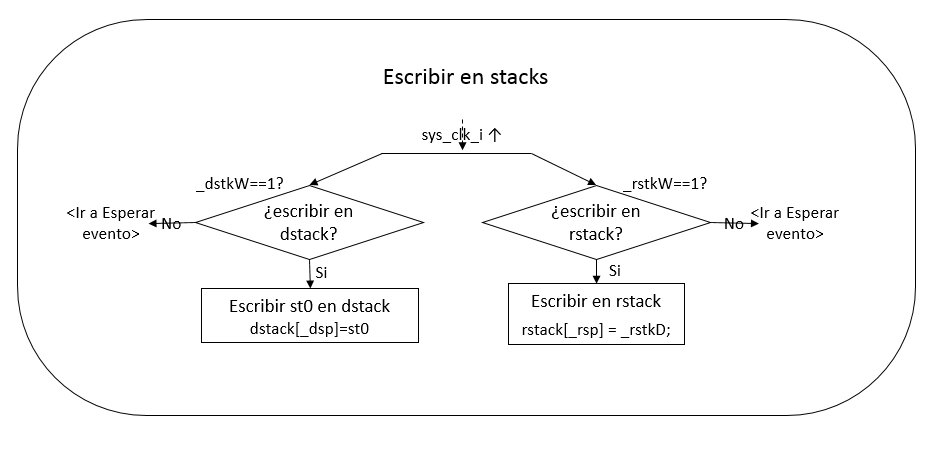 Escribir en stacks
sys_clk_i ↑
_dstkW==1?
_rstkW==1?
<Ir a Esperar
evento>
No
¿escribir en
dstack?
¿escribir en
rstack?
No
<Ir a Esperar
evento>
Si
Si
Escribir st0 en dstack
dstack[_dsp]=st0
Escribir en rstack
rstack[_rsp] = _rstkD;